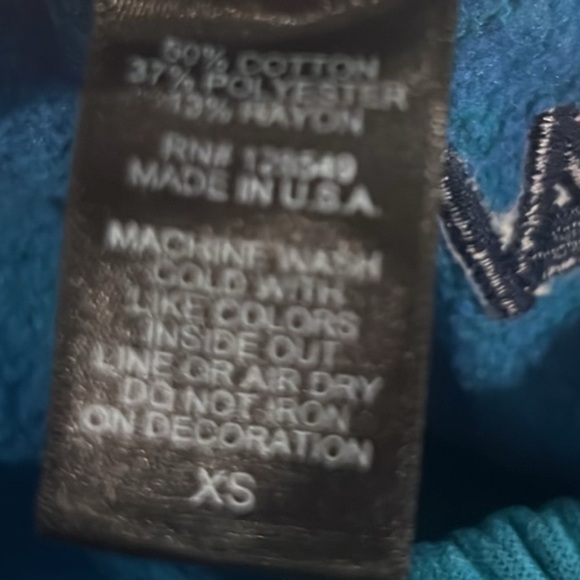 50% COTTON
37% POLYESTER
13% RAYON
RN# 128549
MADE IN U.S.A.
MACHINE WASH
COLD WITH
LIKE COLORS
INSIDE OUT
LINE OR AIR DRY
DO NOT IRON
ON DECORATION
XS